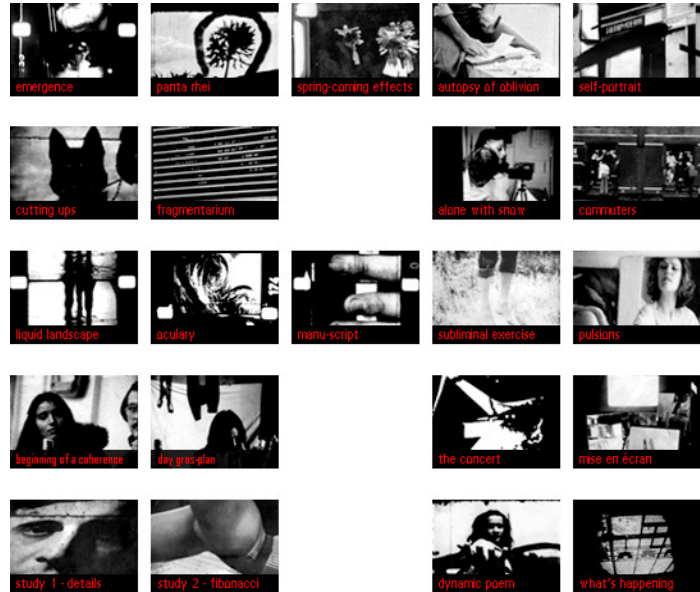 emergence
panta rhei
spring-coming effects
autopsy of oblivion
self-portrait
cutting ups
fragmentarium
alone with snow
commuters
liquid landscape
oculary
manu-script
subliminal exercise
pulsions
beginning of a coherence
day gros-plan
the concert
mise en écran
study 1 - details
study 2 - fibonacci
dynamic poem
what's happening